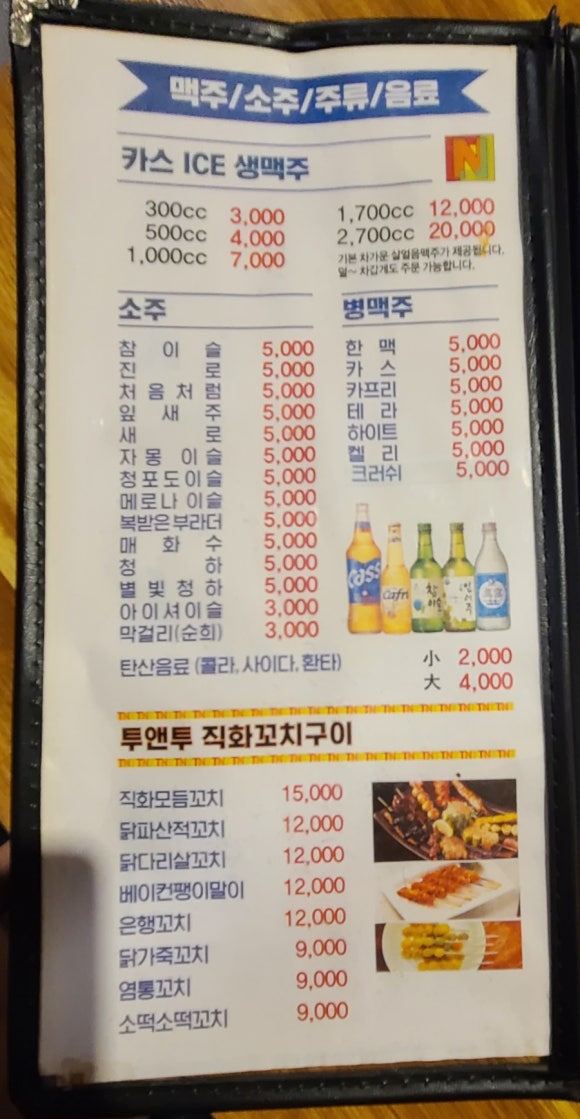 맥주/소주/주류/음료
카스 ICE 생맥주
N
300cc 3,000
500cc 4,000
1,000cc 7,000
1,700cc 12,000
2,700cc 20,000
기본 차가운 살얼음맥주가 제공됩니다.
덜~ 차갑게도 주문 가능합니다.
소주
참이슬 5,000
진로 5,000
처음처럼 5,000
잎새주 5,000
새로 5,000
자몽이슬 5,000
청포도이슬 5,000
메로나이슬 5,000
복받은부라더 5,000
매화수 5,000
청하 5,000
별빛청하 5,000
아이셔이슬 3,000
막걸리(순희) 3,000
병맥주
한맥 5,000
카스 5,000
카프리 5,000
테라 5,000
하이트 5,000
켈리 5,000
크러쉬 5,000
Cass
Cafri
참이슬
잎새주
탄산음료 (콜라, 사이다, 환타)
小 2,000
大 4,000
투앤투 직화꼬치구이
직화모듬꼬치 15,000
닭파산적꼬치 12,000
닭다리살꼬치 12,000
베이컨팽이말이 12,000
은행꼬치 12,000
닭가죽꼬치 9,000
염통꼬치 9,000
소떡소떡꼬치 9,000